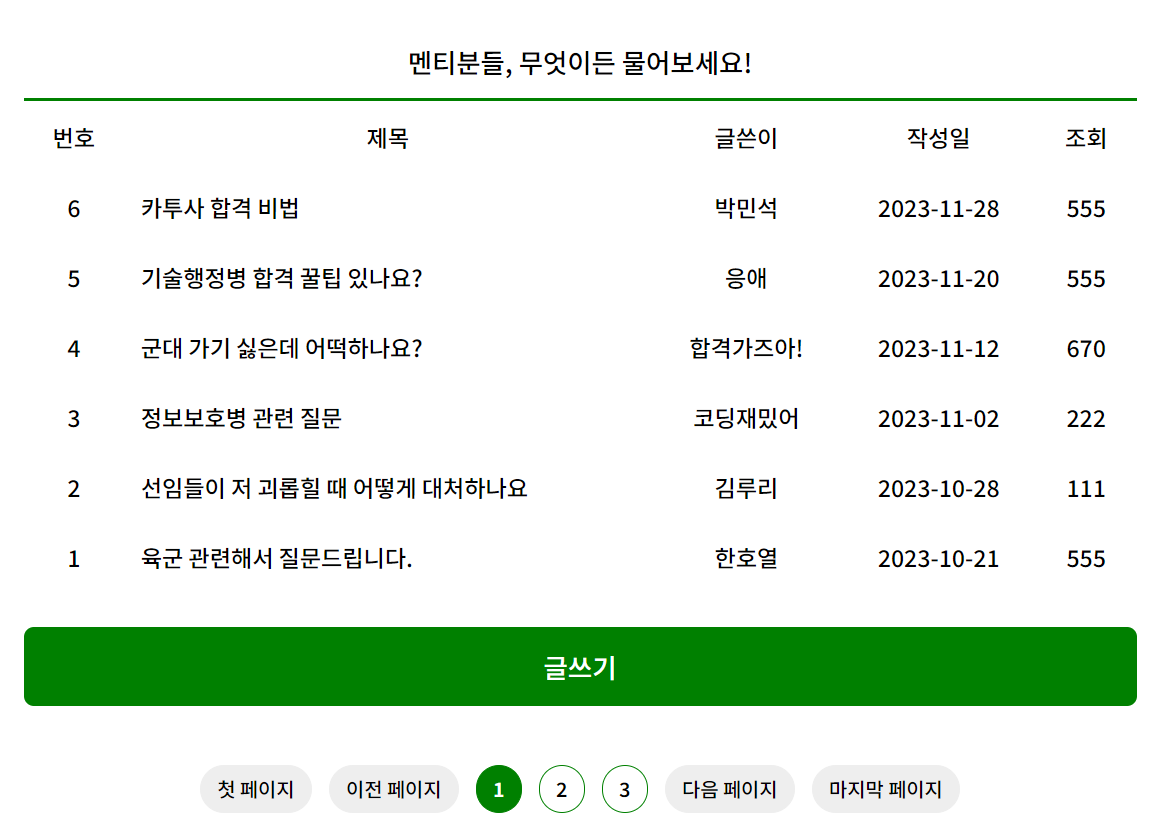 멘티분들, 무엇이든 물어보세요!
번호 제목 글쓴이 작성일 조회
6 카투사 합격 비법 박민석 2023-11-28 555
5 기술행정병 합격 꿀팁 있나요? 응애 2023-11-20 555
4 군대 가기 싫은데 어떡하나요? 합격가즈아! 2023-11-12 670
3 정보보호병 관련 질문 코딩재밌어 2023-11-02 222
2 선임들이 저 괴롭힐 때 어떻게 대처하나요 김루리 2023-10-28 111
1 육군 관련해서 질문드립니다. 한호열 2023-10-21 555
글쓰기
첫 페이지 이전 페이지 1 2 3 다음 페이지 마지막 페이지